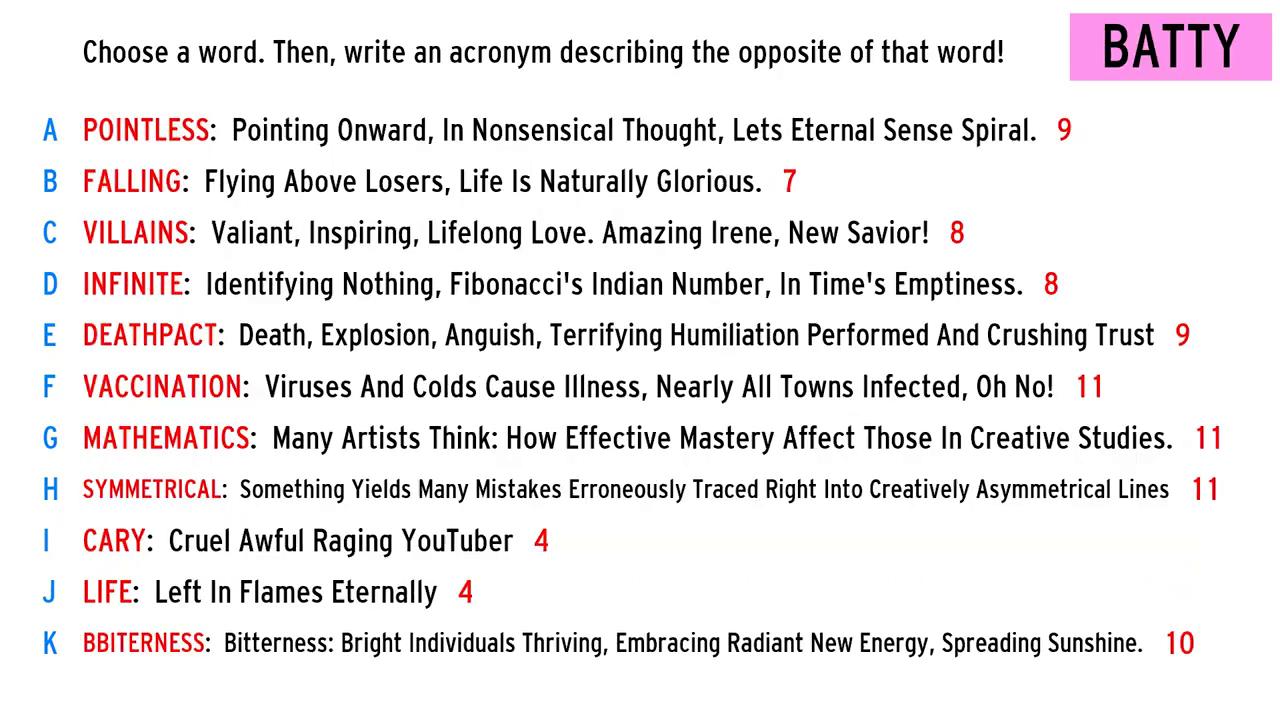 Choose a word. Then, write an acronym describing the opposite of that word!
BATTY
A POINTLESS: Pointing Onward, In Nonsensical Thought, Lets Eternal Sense Spiral. 9
B FALLING: Flying Above Losers, Life Is Naturally Glorious. 7
C VILLAINS: Valiant, Inspiring, Lifelong Love. Amazing Irene, New Savior! 8
D INFINITE: Identifying Nothing, Fibonacci's Indian Number, In Time's Emptiness. 8
E DEATHPACT: Death, Explosion, Anguish, Terrifying Humiliation Performed And Crushing Trust 9
F VACCINATION: Viruses And Colds Cause Illness, Nearly All Towns Infected, Oh No! 11
G MATHEMATICS: Many Artists Think: How Effective Mastery Affect Those In Creative Studies. 11
H SYMMETRICAL: Something Yields Many Mistakes Erroneously Traced Right Into Creatively Asymmetrical Lines 11
I CARY: Cruel Awful Raging YouTuber 4
J LIFE: Left In Flames Eternally 4
K BBITERNESS: Bitterness: Bright Individuals Thriving, Embracing Radiant New Energy, Spreading Sunshine. 10